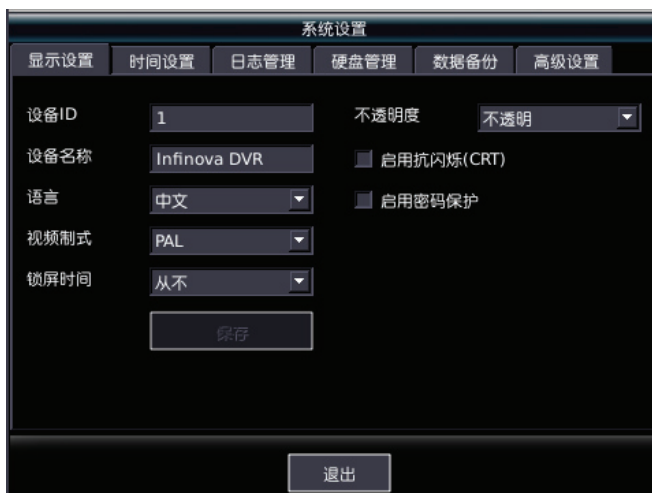 系统设置
显示设置 时间设置 日志管理 硬盘管理 数据备份 高级设置
设备ID 1 不透明度 不透明
设备名称 Infinova DVR 启用抗闪烁(CRT)
语言 中文 启用密码保护
视频制式 PAL
锁屏时间 从不
保存
退出